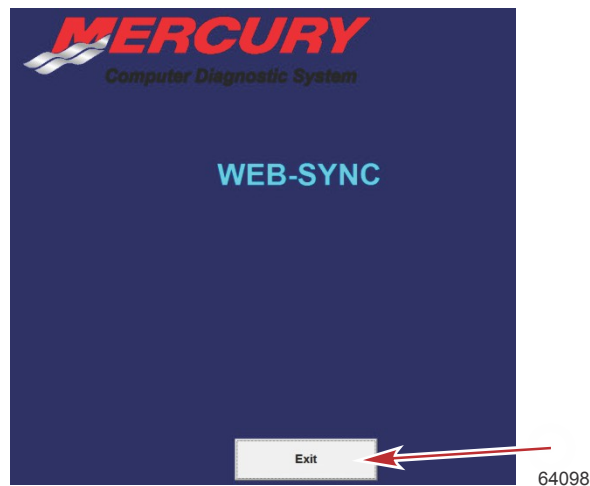 MERCURY
Computer Diagnostic System
WEB-SYNC
Exit
64098